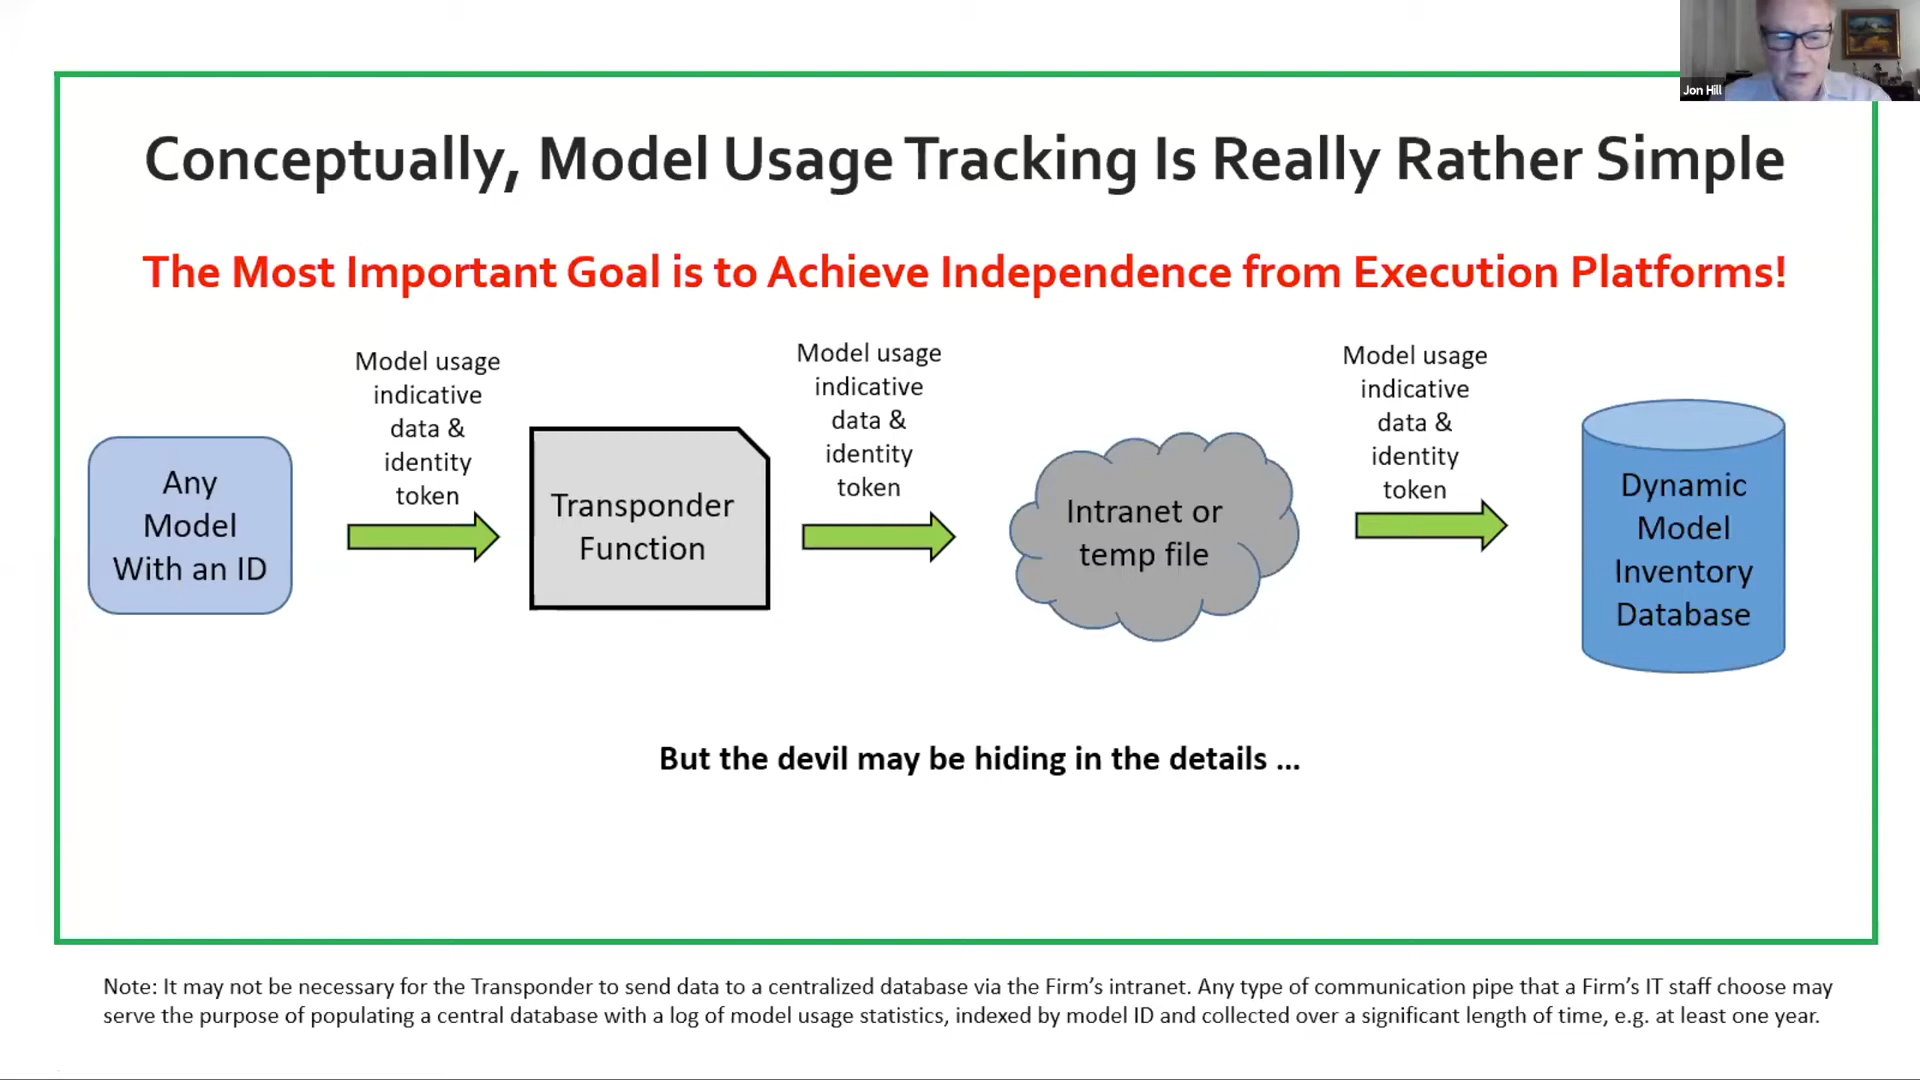 Jon Hill
Conceptually, Model Usage Tracking Is Really Rather Simple
The Most Important Goal is to Achieve Independence from Execution Platforms!
Any
Model
With an ID
Model usage
indicative
data &
identity
token
Transponder
Function
Model usage
indicative
data &
identity
token
Intranet or
temp file
Model usage
indicative
data &
identity
token
Dynamic
Model
Inventory
Database
But the devil may be hiding in the details ...
Note: It may not be necessary for the Transponder to send data to a centralized database via the Firm’s intranet. Any type of communication pipe that a Firm’s IT staff choose may
serve the purpose of populating a central database with a log of model usage statistics, indexed by model ID and collected over a significant length of time, e.g. at least one year.